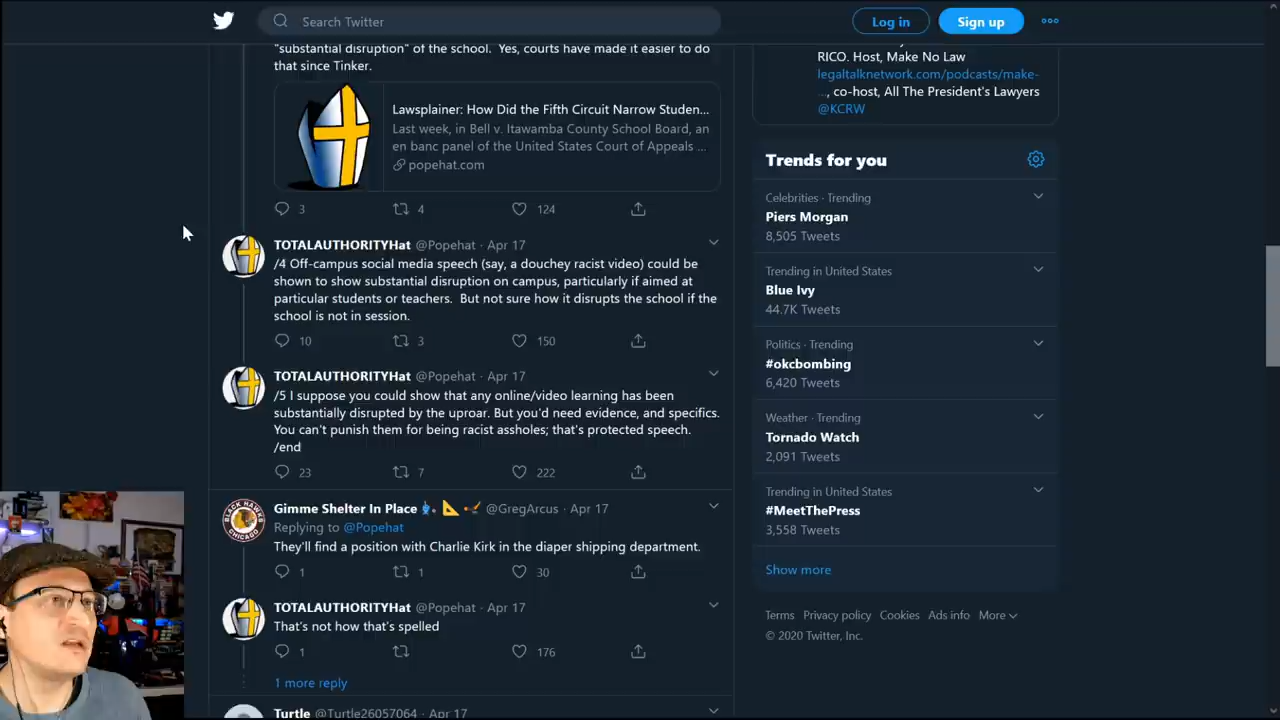 Search Twitter
Log in
Sign up
"substantial disruption" of the school. Yes, courts have made it easier to do
that since Tinker.
Lawsplainer: How Did the Fifth Circuit Narrow Studen...
Last week, in Bell v. Itawamba County School Board, an
en banc panel of the United States Court of Appeals ...
popehat.com
3 4 124
TOTALAUTHORITYHat @Popehat · Apr 17
/4 Off-campus social media speech (say, a douchey racist video) could be
shown to show substantial disruption on campus, particularly if aimed at
particular students or teachers. But not sure how it disrupts the school if the
school is not in session.
10 3 150
TOTALAUTHORITYHat @Popehat · Apr 17
/5 I suppose you could show that any online/video learning has been
substantially disrupted by the uproar. But you'd need evidence, and specifics.
You can't punish them for being racist assholes; that's protected speech.
/end
23 7 222
Gimme Shelter In Place @GregArcus · Apr 17
Replying to @Popehat
They'll find a position with Charlie Kirk in the diaper shipping department.
1 1 30
TOTALAUTHORITYHat @Popehat · Apr 17
That's not how that's spelled
1 176
1 more reply
Turtle @Turtle26057064 · Apr 17
RICO. Host, Make No Law
legaltalknetwork.com/podcasts/make-
..., co-host, All The President's Lawyers
@KCRW
Trends for you
Celebrities · Trending
Piers Morgan
8,505 Tweets
Trending in United States
Blue Ivy
44.7K Tweets
Politics · Trending
#okcbombing
6,420 Tweets
Weather · Trending
Tornado Watch
2,091 Tweets
Trending in United States
#MeetThePress
3,558 Tweets
Show more
Terms Privacy policy Cookies Ads info More
© 2020 Twitter, Inc.